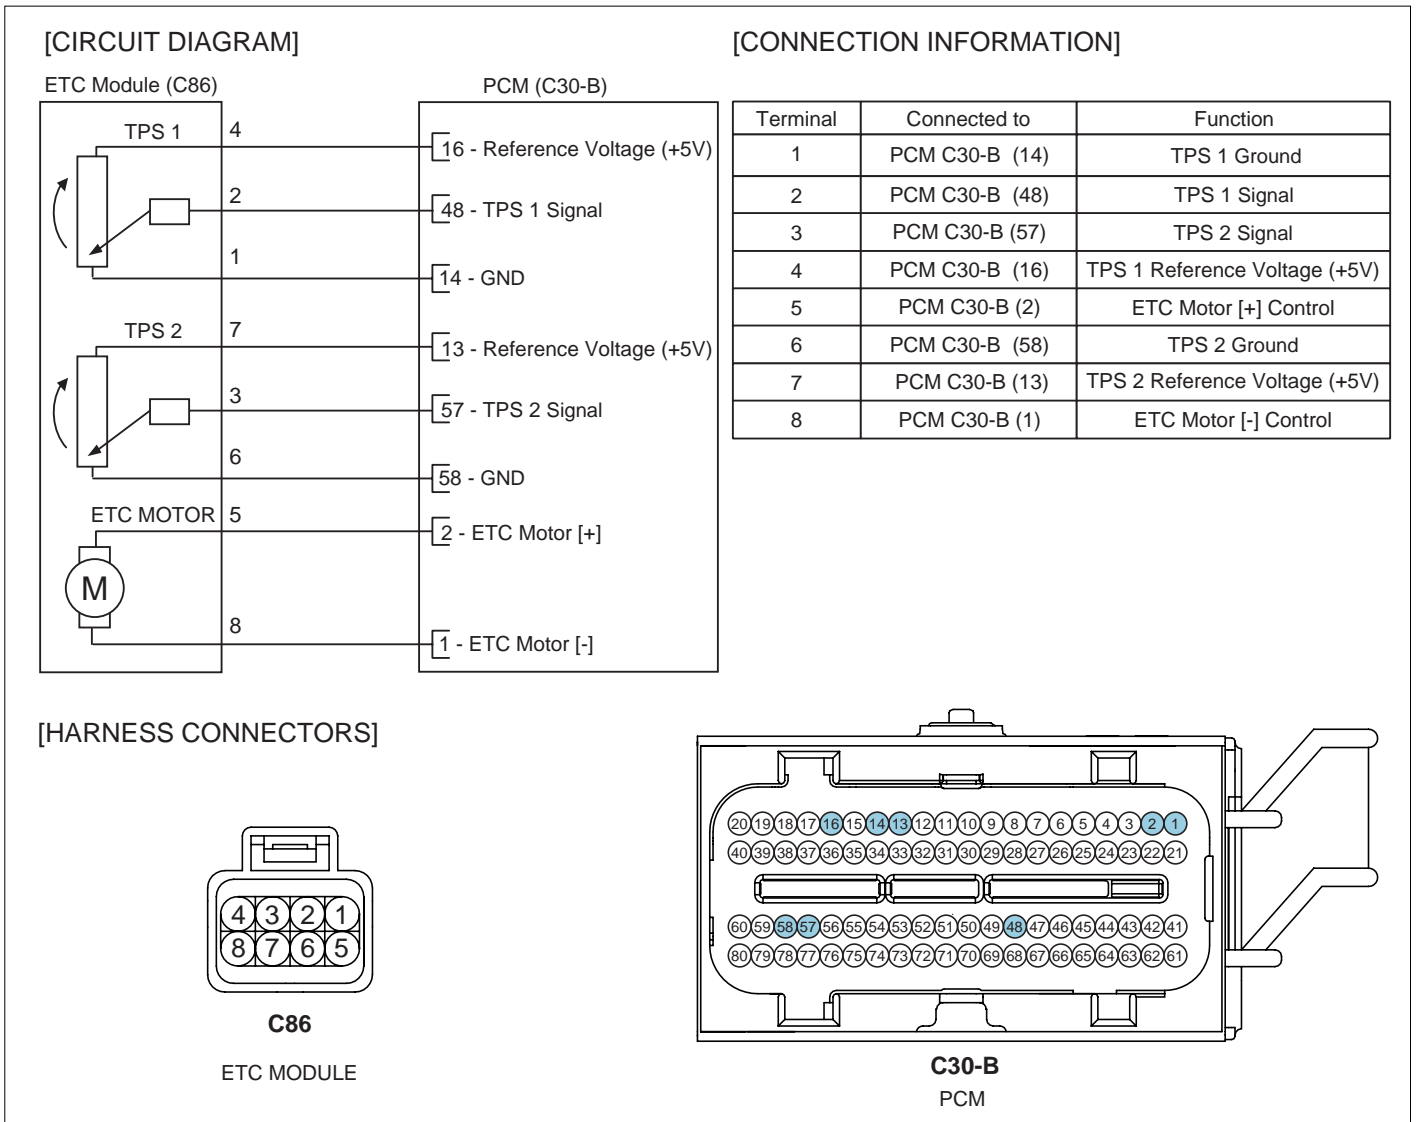 [CIRCUIT DIAGRAM]
ETC Module (C86)
PCM (C30-B)
TPS 1
4
16 - Reference Voltage (+5V)
2
48 - TPS 1 Signal
1
14 - GND
TPS 2
7
13 - Reference Voltage (+5V)
3
57 - TPS 2 Signal
6
58 - GND
ETC MOTOR
5
2 - ETC Motor [+]
M
8
1 - ETC Motor [-]
[CONNECTION INFORMATION]
Terminal Connected to Function
1 PCM C30-B (14) TPS 1 Ground
2 PCM C30-B (48) TPS 1 Signal
3 PCM C30-B (57) TPS 2 Signal
4 PCM C30-B (16) TPS 1 Reference Voltage (+5V)
5 PCM C30-B (2) ETC Motor [+] Control
6 PCM C30-B (58) TPS 2 Ground
7 PCM C30-B (13) TPS 2 Reference Voltage (+5V)
8 PCM C30-B (1) ETC Motor [-] Control
[HARNESS CONNECTORS]
4 3 2 1
8 7 6 5
C86
ETC MODULE
20 19 18 17 16 15 14 13 12 11 10 9 8 7 6 5 4 3 2 1
40 39 38 37 36 35 34 33 32 31 30 29 28 27 26 25 24 23 22 21
60 59 58 57 56 55 54 53 52 51 50 49 48 47 46 45 44 43 42 41
80 79 78 77 76 75 74 73 72 71 70 69 68 67 66 65 64 63 62 61
C30-B
PCM